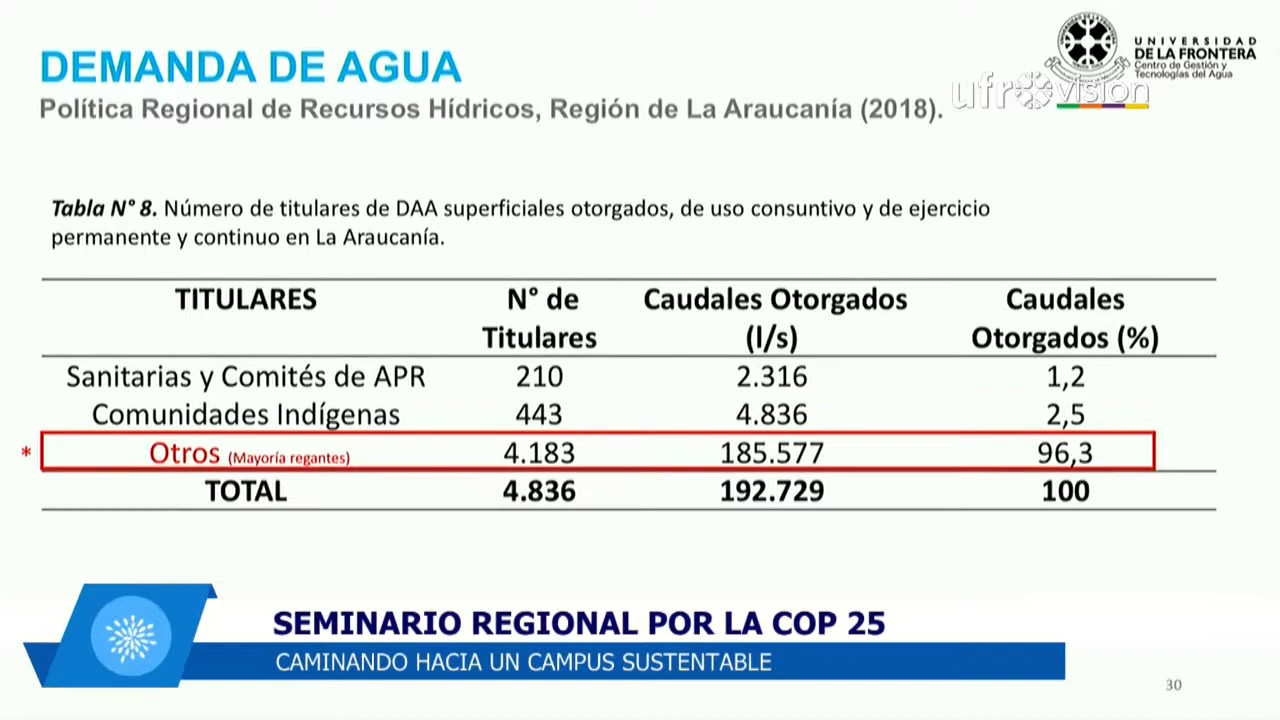 DEMANDA DE AGUA
Política Regional de Recursos Hídricos, Región de La Araucanía (2018).
UNIVERSIDAD
DE LA FRONTERA
Centro de Gestión y
Tecnologías del Agua
ufrovisión
Tabla N° 8. Número de titulares de DAA superficiales otorgados, de uso consuntivo y de ejercicio
permanente y continuo en La Araucanía.
TITULARES N° de Titulares Caudales Otorgados (l/s) Caudales Otorgados (%)
Sanitarias y Comités de APR 210 2.316 1,2
Comunidades Indígenas 443 4.836 2,5
* Otros (Mayoría regantes) 4.183 185.577 96,3
TOTAL 4.836 192.729 100
SEMINARIO REGIONAL POR LA COP 25
CAMINANDO HACIA UN CAMPUS SUSTENTABLE
30